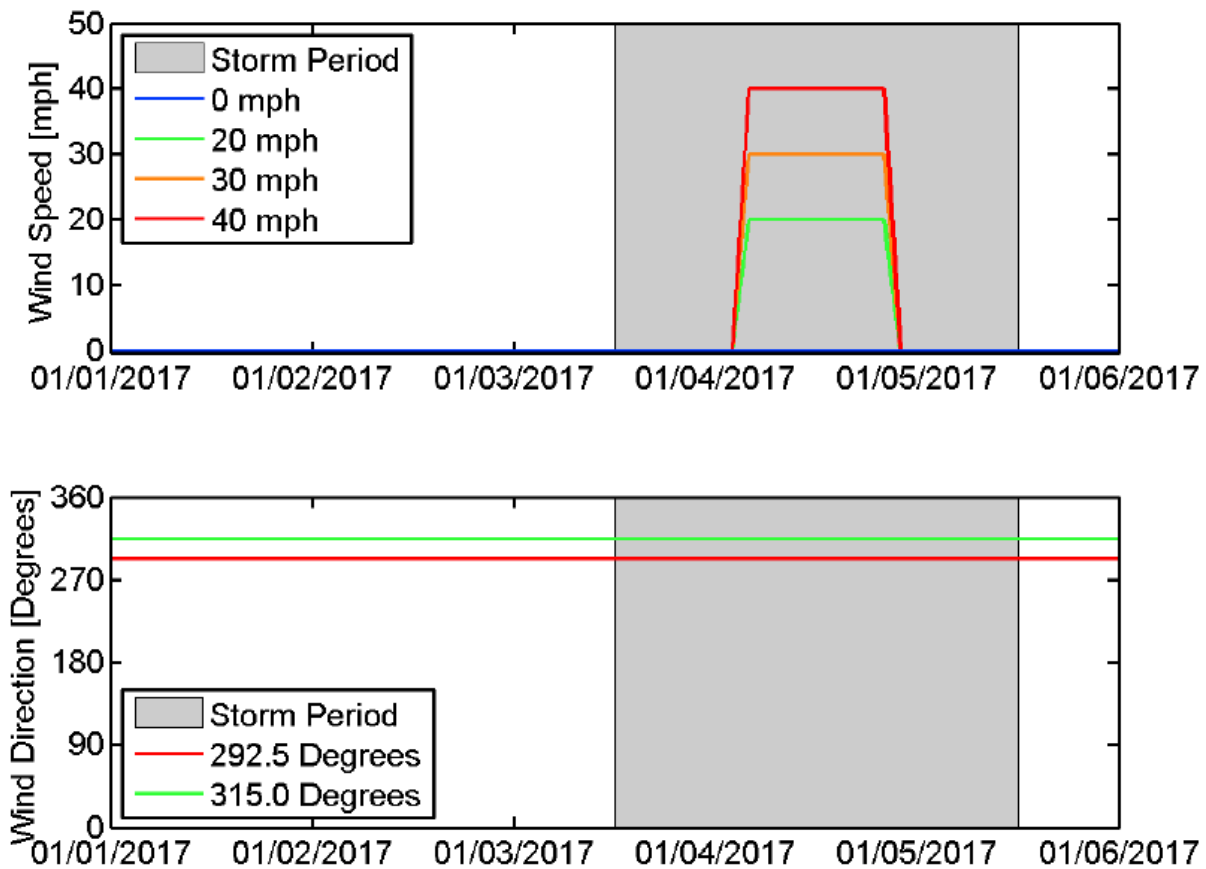 50
40
30
20
10
0
Wind Speed [mph]
Storm Period
0 mph
20 mph
30 mph
40 mph
01/01/2017 01/02/2017 01/03/2017 01/04/2017 01/05/2017 01/06/2017
360
270
180
90
0
Wind Direction [Degrees]
Storm Period
292.5 Degrees
315.0 Degrees
01/01/2017 01/02/2017 01/03/2017 01/04/2017 01/05/2017 01/06/2017